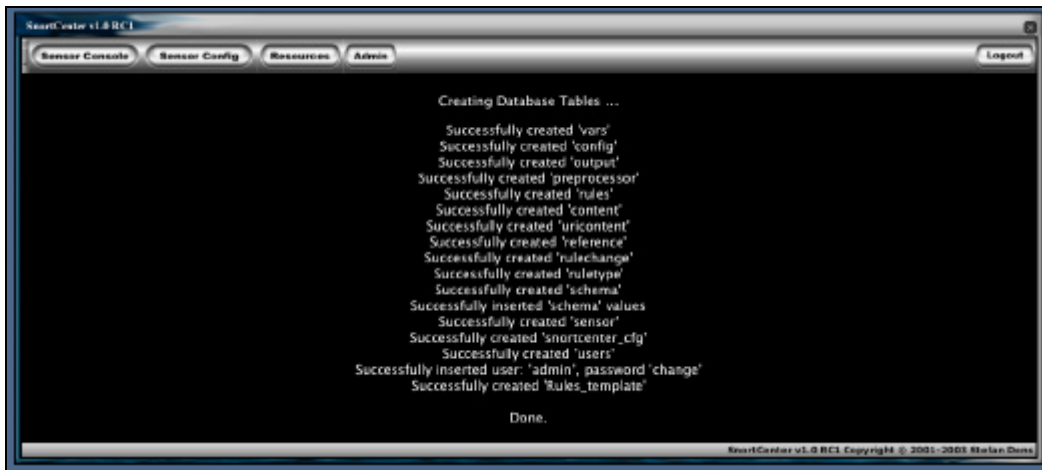 SnortCenter v1.0 RC1
Sensor Console
Sensor Config
Resources
Admin
Logout
Creating Database Tables ...
Successfully created 'vars'
Successfully created 'config'
Successfully created 'output'
Successfully created 'preprocessor'
Successfully created 'rules'
Successfully created 'content'
Successfully created 'uricontent'
Successfully created 'reference'
Successfully created 'rulechange'
Successfully created 'ruletype'
Successfully created 'schema'
Successfully inserted 'schema' values
Successfully created 'sensor'
Successfully created 'snortcenter_cfg'
Successfully created 'users'
Successfully inserted user: 'admin', password 'change'
Successfully created 'Rules_template'
Done.
SnortCenter v1.0 RC1 Copyright © 2001-2003 Stefan Dens